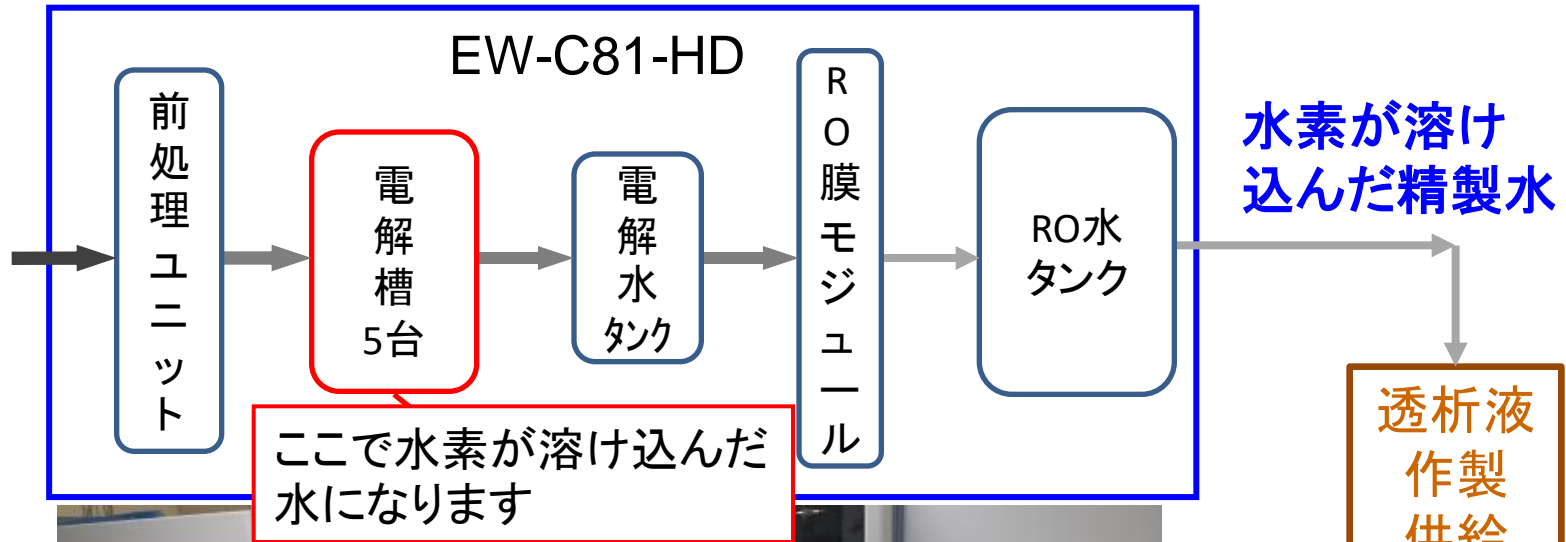 EW-C81-HD
前処理ユニット
電解槽5台
電解水タンク
RO膜モジュール
RO水
タンク
水素が溶け
込んだ精製水
ここで水素が溶け込んだ
水になります
透析液
作製
供給